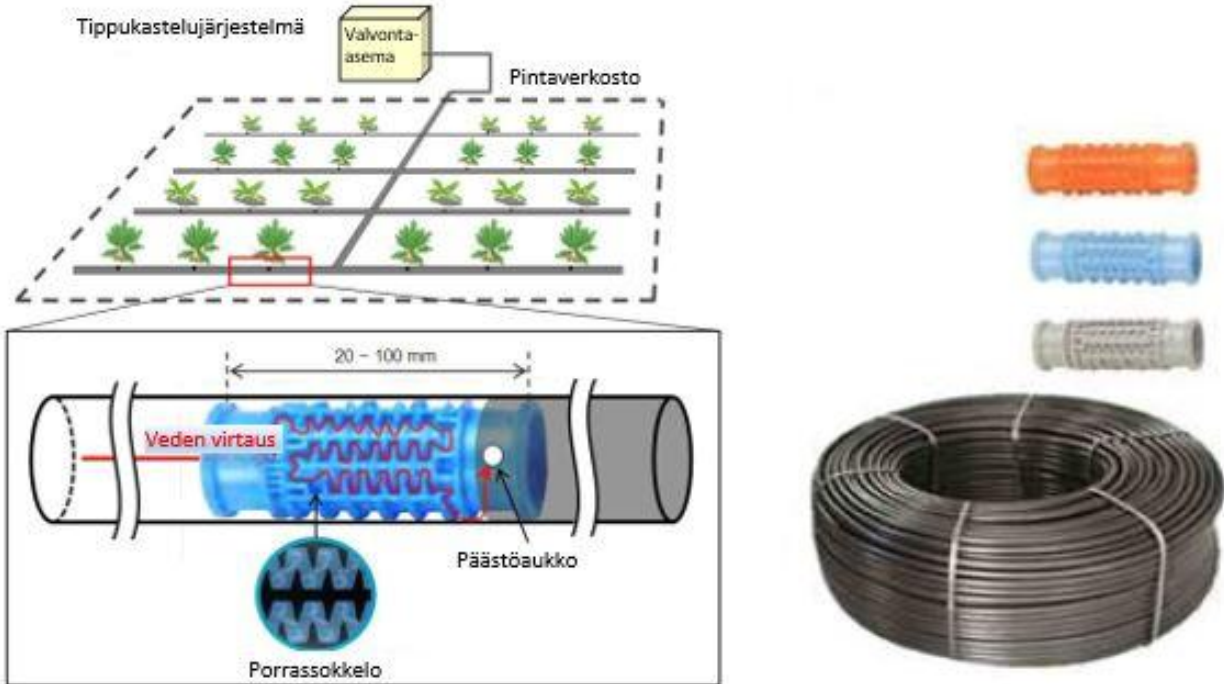 Tippukastelujärjestelmä
Valvonta-
asema
Pintaverkosto
20 – 100 mm
Veden virtaus
Päästöaukko
Porrassokkelo